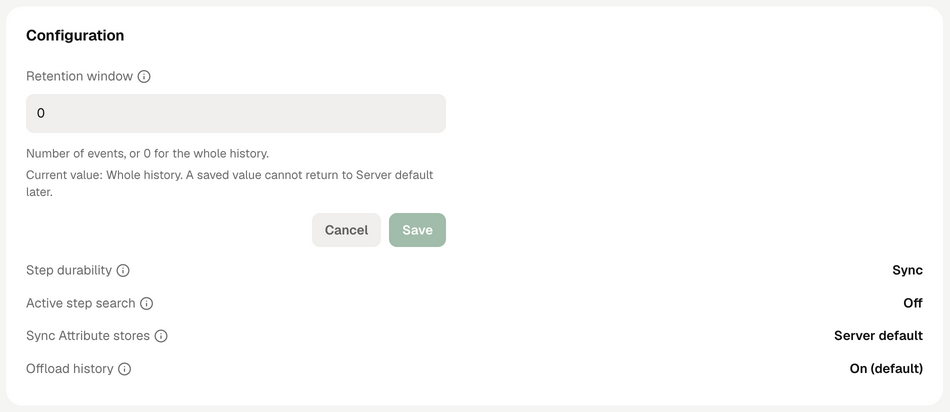 Configuration
Retention window
0
Number of events, or 0 for the whole history.
Current value: Whole history. A saved value cannot return to Server default
later.
Cancel Save
Step durability Sync
Active step search Off
Sync Attribute stores Server default
Offload history On (default)